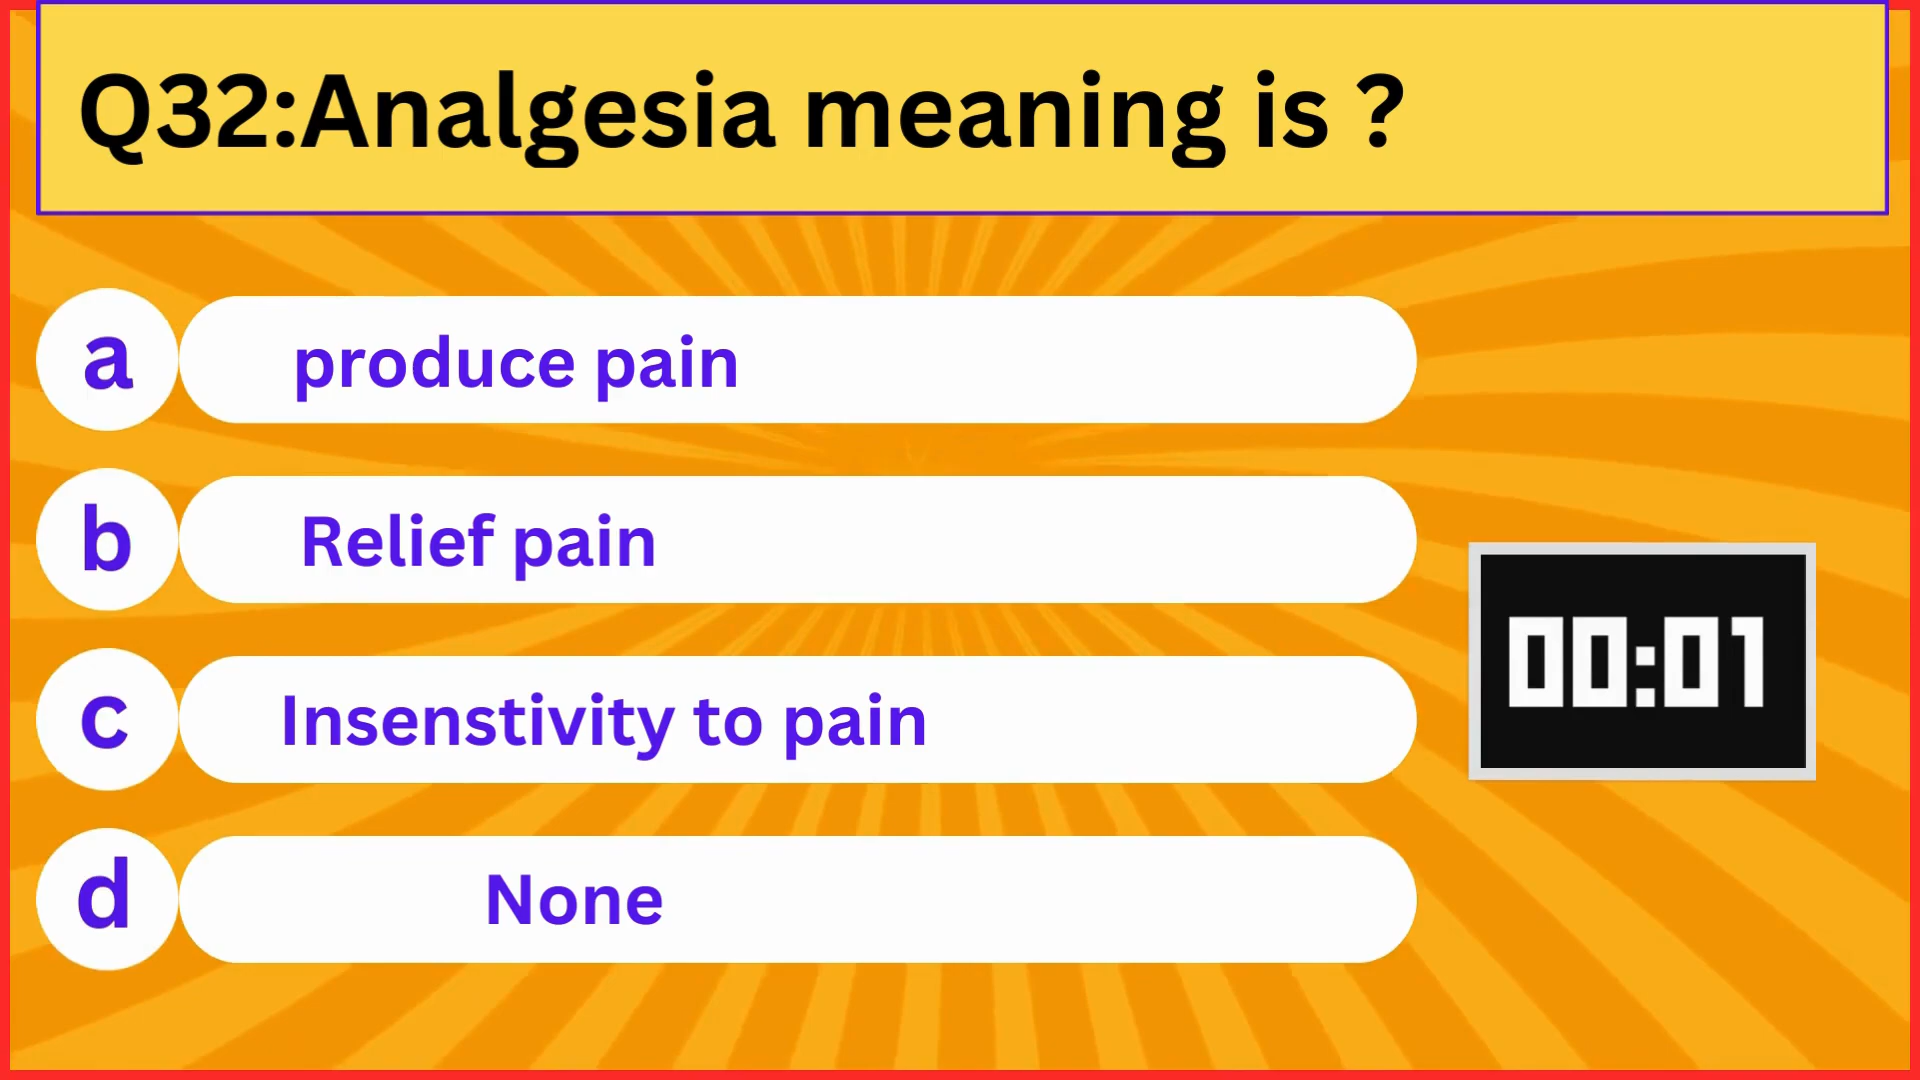 Q32:Analgesia meaning is ?
a produce pain
b Relief pain
c Insenstivity to pain
00:01
d None